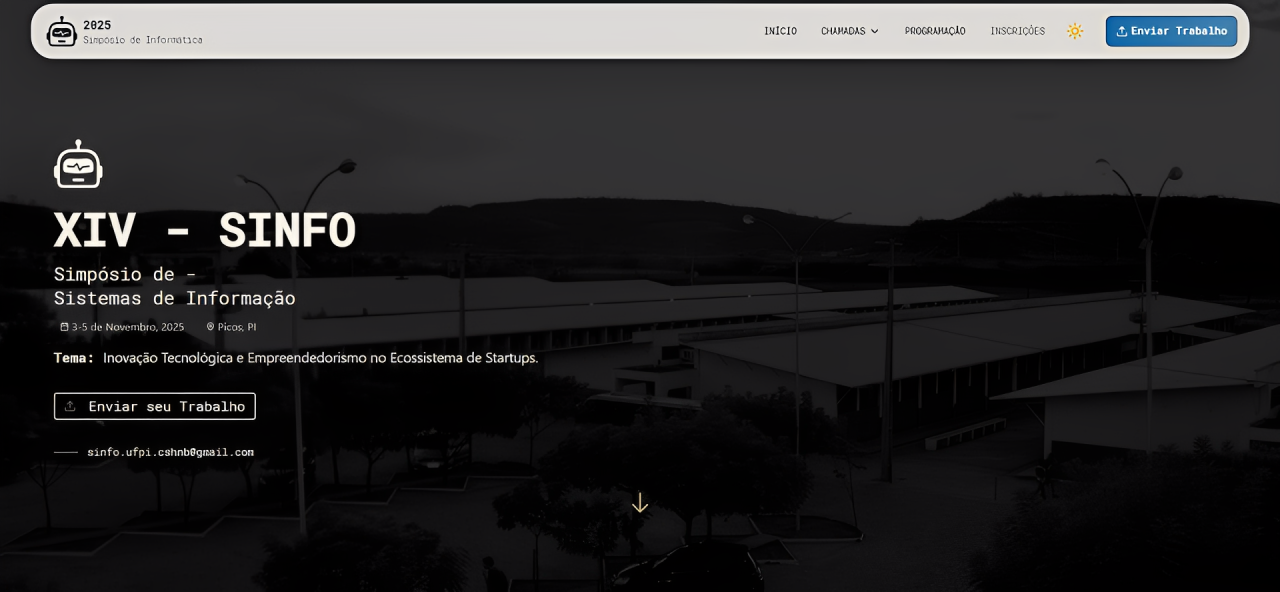 2025
Simpósio de Informática
INÍCIO
CHAMADAS
PROGRAMAÇÃO
INSCRIÇÕES
Enviar Trabalho
XIV - SINFO
Simpósio de -
Sistemas de Informação
3-5 de Novembro, 2025 Picos, PI
Tema: Inovação Tecnológica e Empreendedorismo no Ecossistema de Startups.
Enviar seu Trabalho
sinfo.ufpi.cshnb@gmail.com